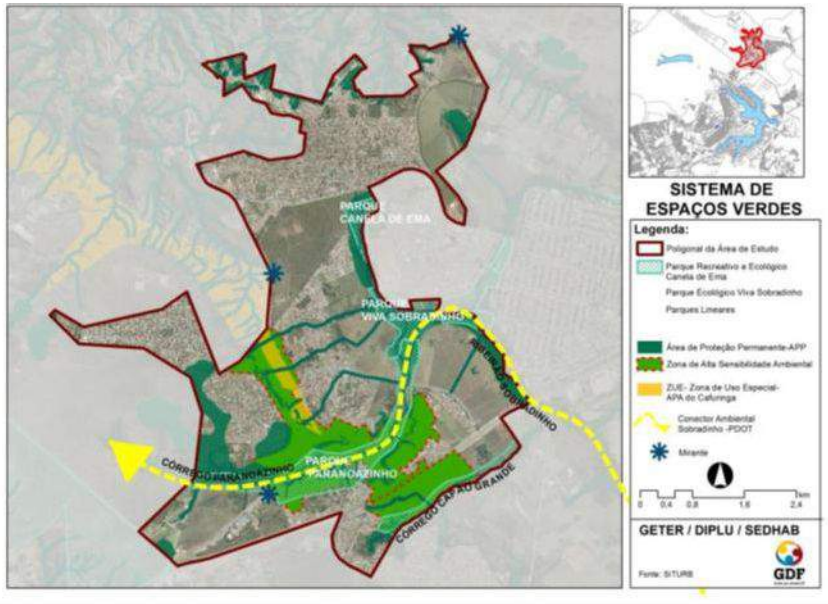 PARQUE
CANELA DE EMA
PARQUE
VIVA SOBRADINHO
RIBEIRÃO SOBRADINHO
CÓRREGO PARANOAZINHO
PARQUE
PARANOAZINHO
CÓRREGO CAPÃO GRANDE
SISTEMA DE
ESPAÇOS VERDES
Legenda:
Poligonal da Área de Estudo
Parque Recreativo e Ecológico
Canela de Ema
Parque Ecológico Viva Sobradinho
Parques Lineares
Área de Proteção Permanente-APP
Zona de Alta Sensibilidade Ambiental
ZUE- Zona de Uso Especial-
APA do Cafuringa
Conector Ambiental
Sobradinho -PDOT
Mirante
km
0 0,4 0,8 1,6 2,4
GETER / DIPLU / SEDHAB
Fonte: SITURB
GDF